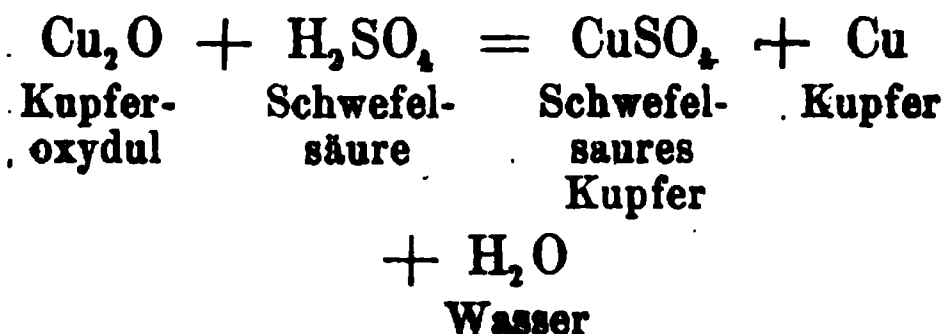 Cu₂O + H₂SO₄ = CuSO₄ + Cu
Kupfer- Schwefel- Schwefel- Kupfer
oxydul säure saures
Kupfer
+ H₂O
Wasser